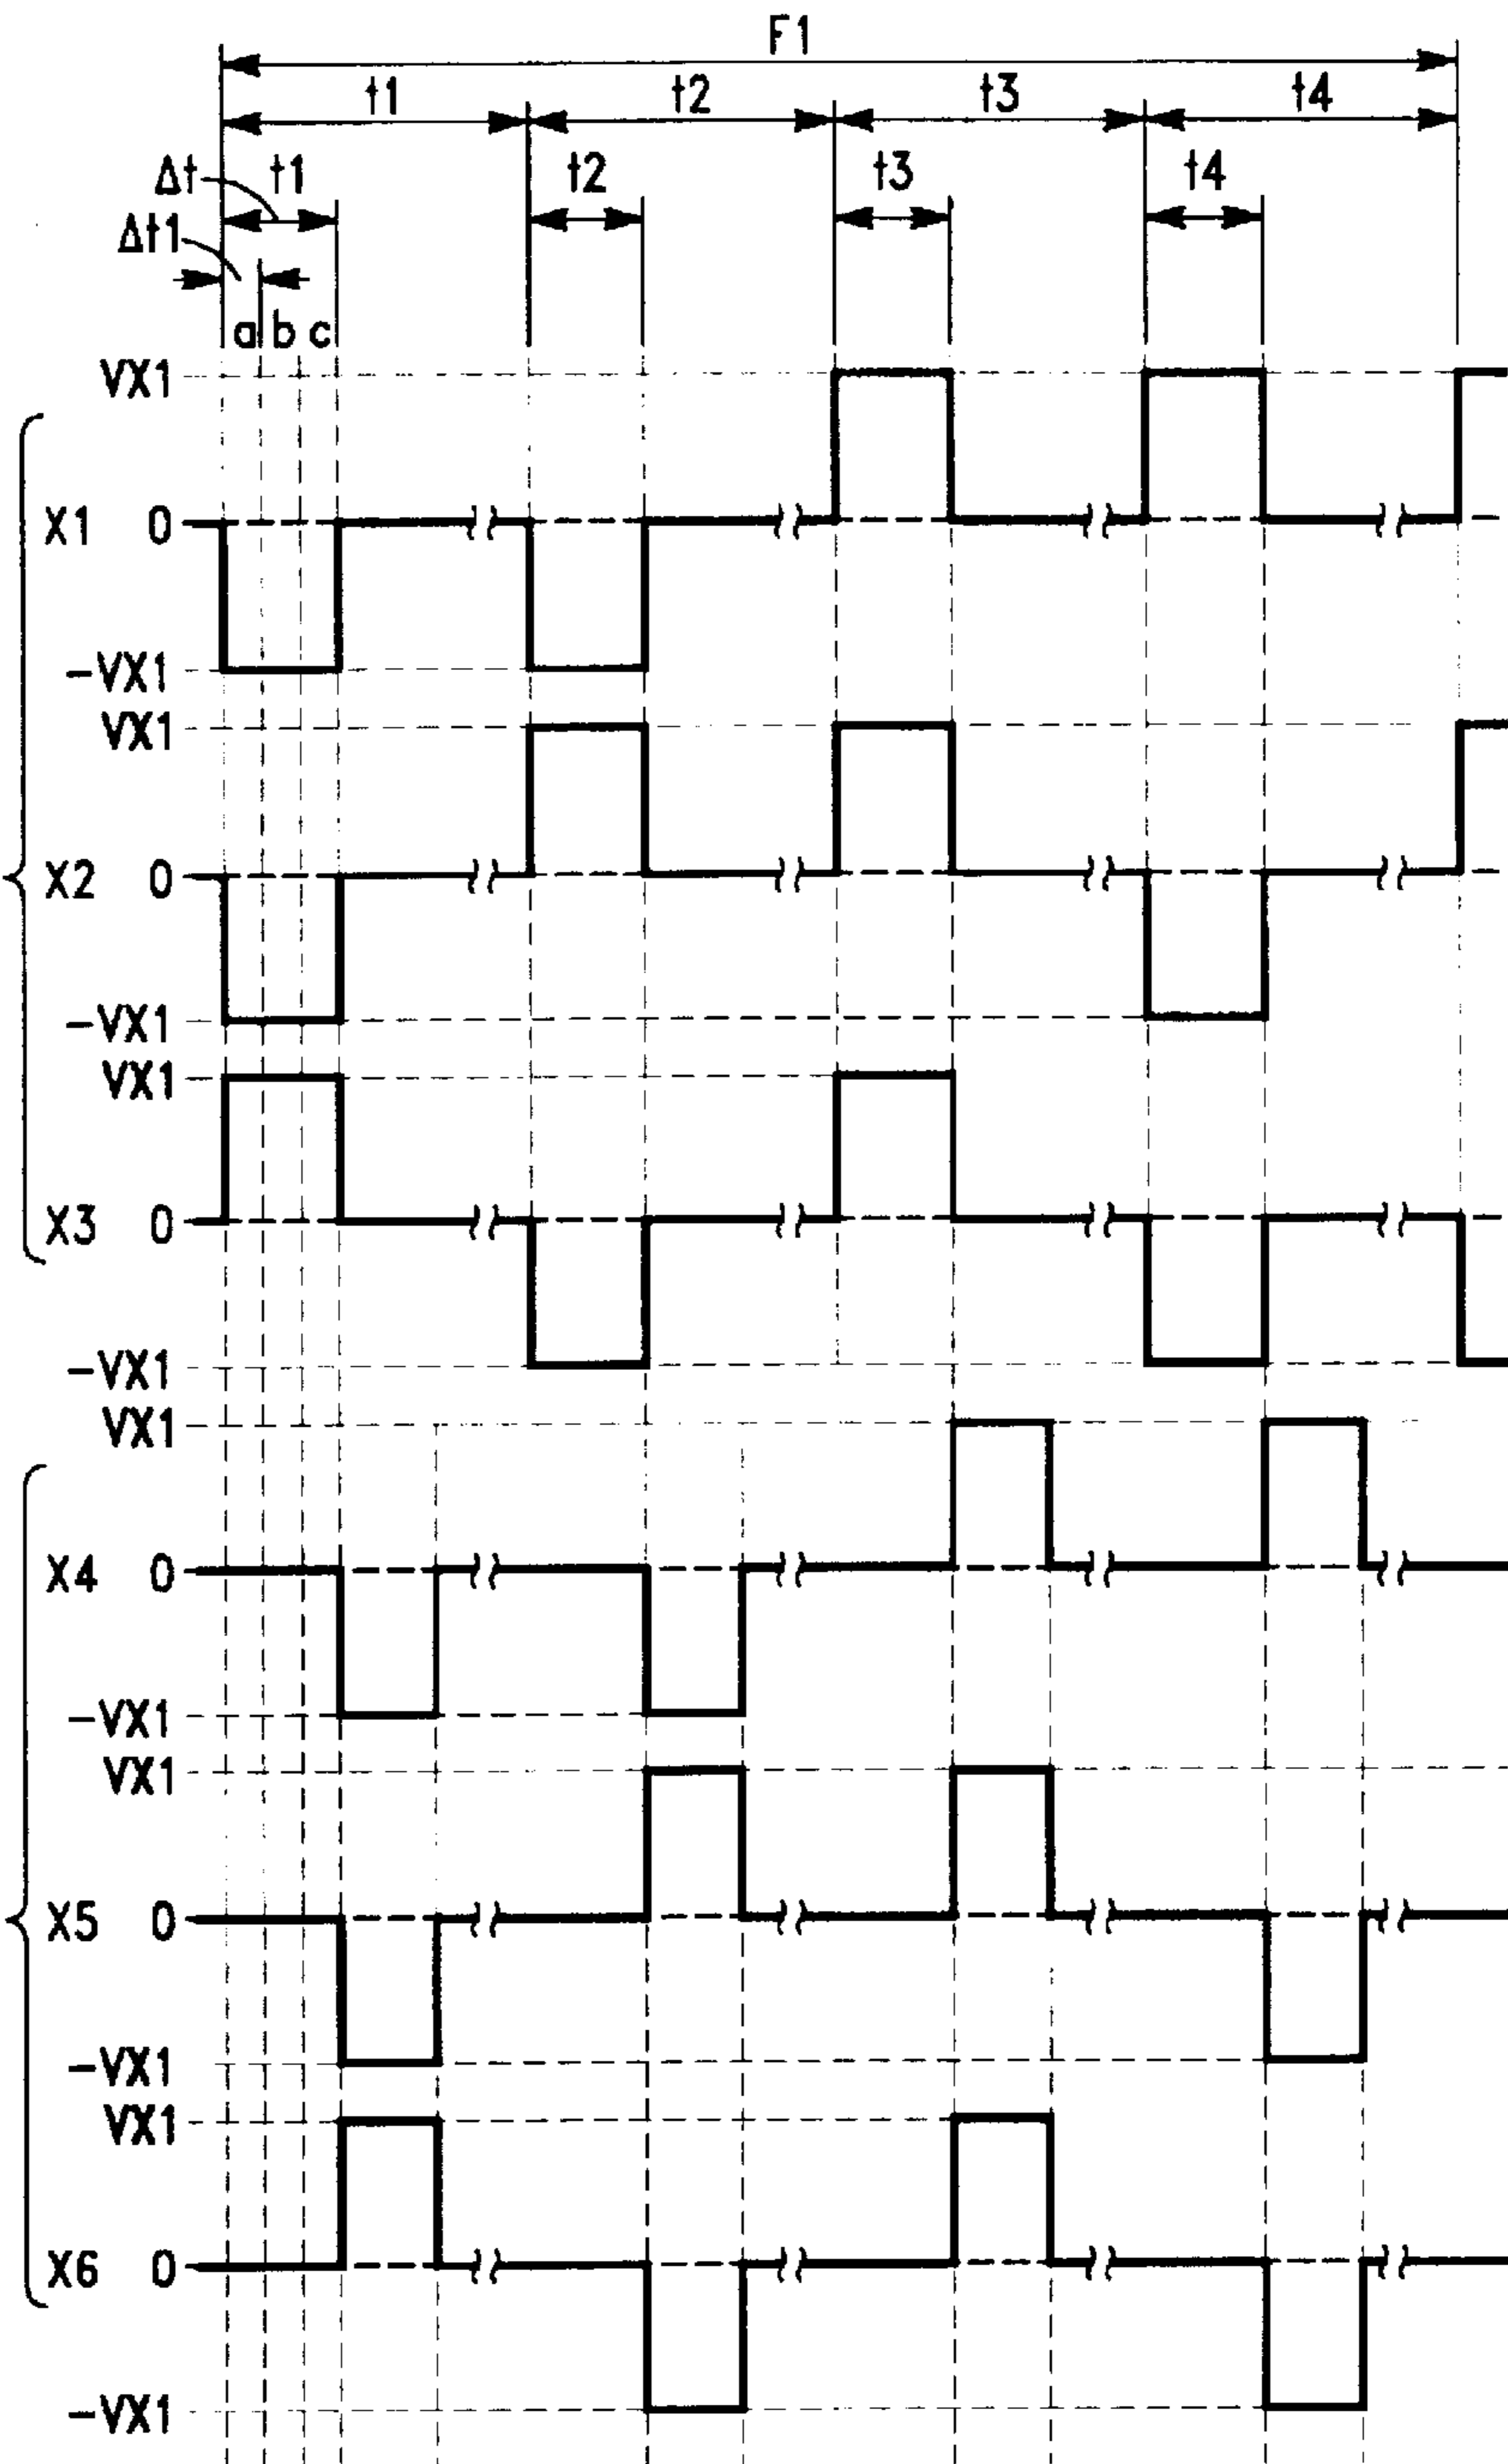 F1
t1 t2 t3 t4
Δt t1 t2 t3 t4
Δt1
a b c
VX1
X1 0
-VX1
VX1
X2 0
-VX1
VX1
X3 0
-VX1
VX1
X4 0
-VX1
VX1
X5 0
-VX1
VX1
X6 0
-VX1